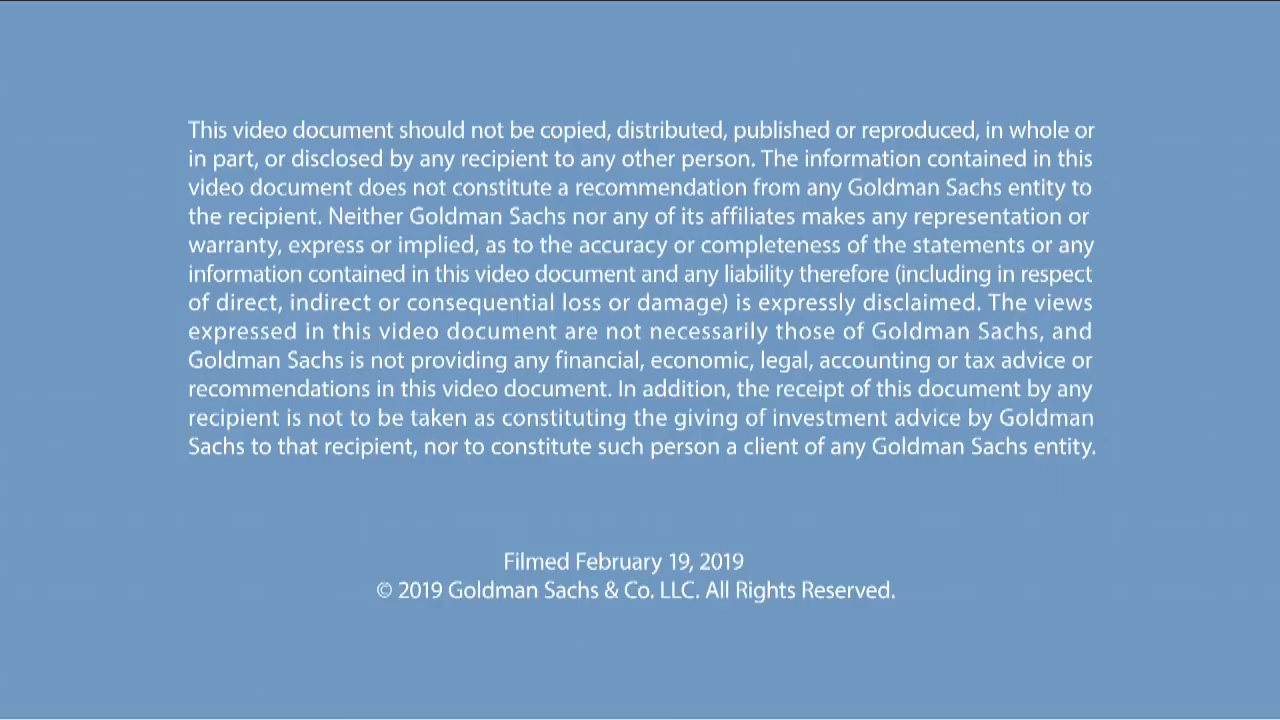 This video document should not be copied, distributed, published or reproduced, in whole or
in part, or disclosed by any recipient to any other person. The information contained in this
video document does not constitute a recommendation from any Goldman Sachs entity to
the recipient. Neither Goldman Sachs nor any of its affiliates makes any representation or
warranty, express or implied, as to the accuracy or completeness of the statements or any
information contained in this video document and any liability therefore (including in respect
of direct, indirect or consequential loss or damage) is expressly disclaimed. The views
expressed in this video document are not necessarily those of Goldman Sachs, and
Goldman Sachs is not providing any financial, economic, legal, accounting or tax advice or
recommendations in this video document. In addition, the receipt of this document by any
recipient is not to be taken as constituting the giving of investment advice by Goldman
Sachs to that recipient, nor to constitute such person a client of any Goldman Sachs entity.
Filmed February 19, 2019
© 2019 Goldman Sachs & Co. LLC. All Rights Reserved.